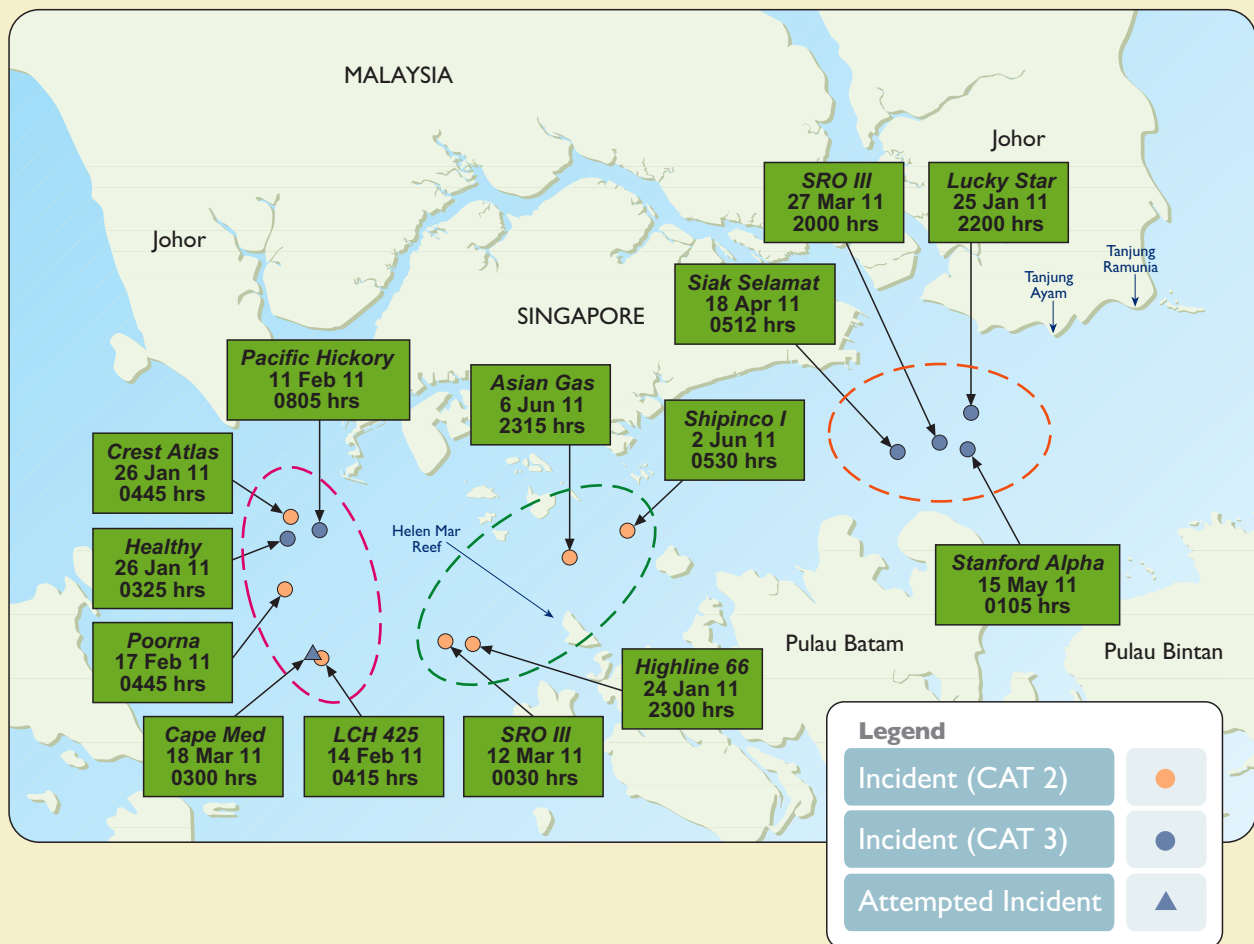 MALAYSIA
Johor
Johor
SRO III
27 Mar 11
2000 hrs
Lucky Star
25 Jan 11
2200 hrs
Tanjung
Ramunia
Tanjung
Ayam
Siak Selamat
18 Apr 11
0512 hrs
SINGAPORE
Pacific Hickory
11 Feb 11
0805 hrs
Asian Gas
6 Jun 11
2315 hrs
Shipinco I
2 Jun 11
0530 hrs
Crest Atlas
26 Jan 11
0445 hrs
Helen Mar
Reef
Healthy
26 Jan 11
0325 hrs
Stanford Alpha
15 May 11
0105 hrs
Poorna
17 Feb 11
0445 hrs
Pulau Batam
Pulau Bintan
Highline 66
24 Jan 11
2300 hrs
Cape Med
18 Mar 11
0300 hrs
LCH 425
14 Feb 11
0415 hrs
SRO III
12 Mar 11
0030 hrs
Legend
Incident (CAT 2)
Incident (CAT 3)
Attempted Incident